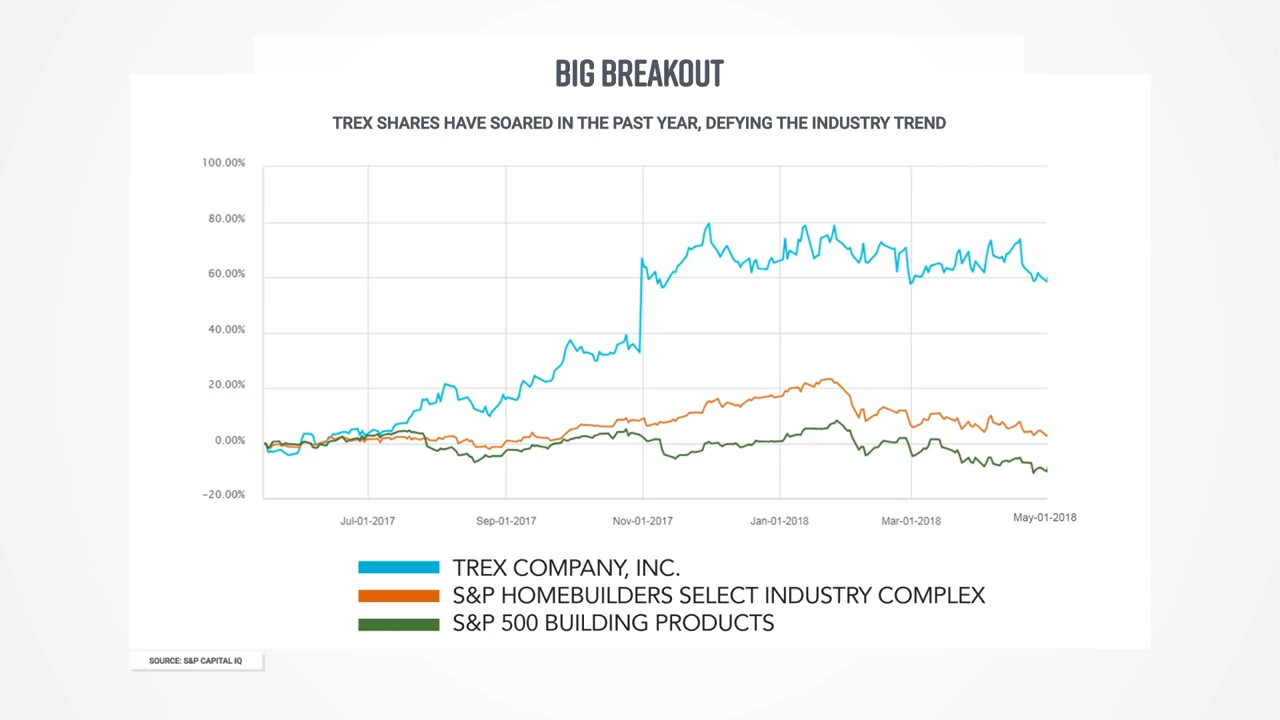 BIG BREAKOUT
TREX SHARES HAVE SOARED IN THE PAST YEAR, DEFYING THE INDUSTRY TREND
100.00%
80.00%
60.00%
40.00%
20.00%
0.00%
-20.00%
Jul-01-2017 Sep-01-2017 Nov-01-2017 Jan-01-2018 Mar-01-2018 May-01-2018
TREX COMPANY, INC.
S&P HOMEBUILDERS SELECT INDUSTRY COMPLEX
S&P 500 BUILDING PRODUCTS
SOURCE: S&P CAPITAL IQ